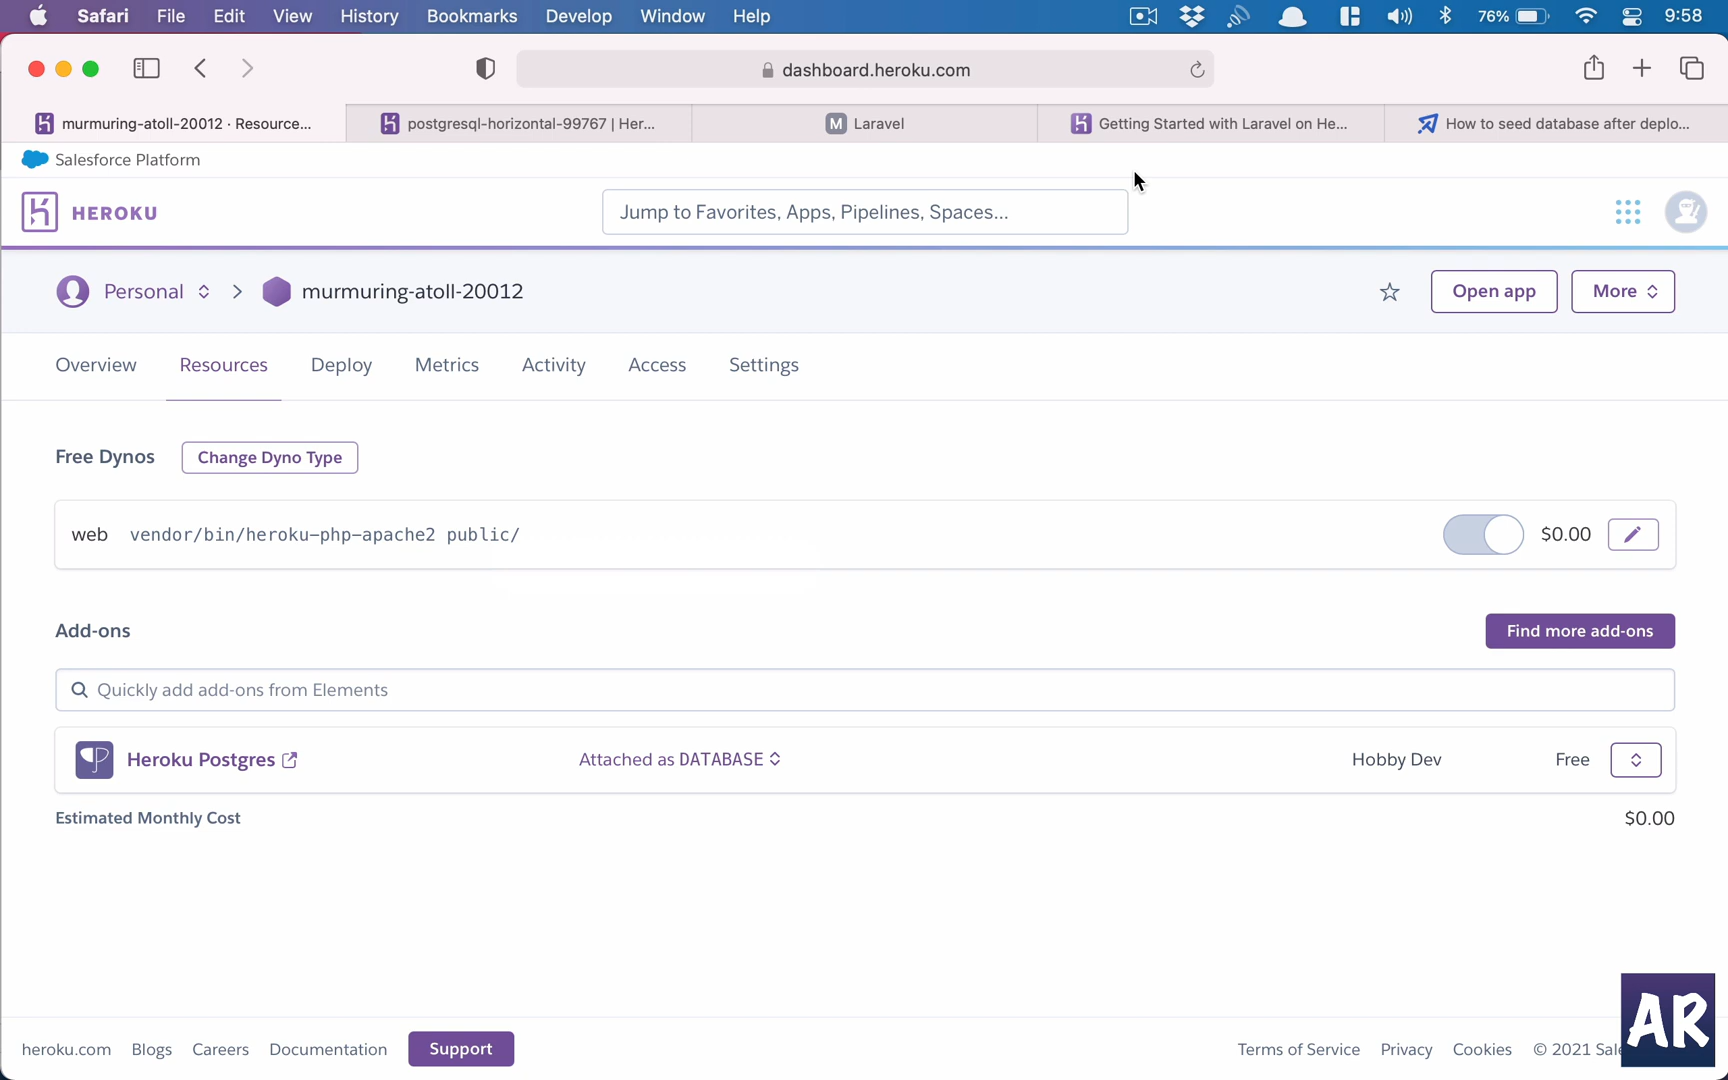 Safari File Edit View History Bookmarks Develop Window Help 76% 9:58
dashboard.heroku.com
murmuring-atoll-20012 · Resource... postgresql-horizontal-99767 | Her... M Laravel Getting Started with Laravel on He... How to seed database after deplo...
Salesforce Platform
HEROKU Jump to Favorites, Apps, Pipelines, Spaces...
Personal > murmuring-atoll-20012 Open app More
Overview Resources Deploy Metrics Activity Access Settings
Free Dynos Change Dyno Type
web vendor/bin/heroku-php-apache2 public/ $0.00
Add-ons Find more add-ons
Quickly add add-ons from Elements
Heroku Postgres Attached as DATABASE Hobby Dev Free
Estimated Monthly Cost $0.00
heroku.com Blogs Careers Documentation Support Terms of Service Privacy Cookies © 2021
AR